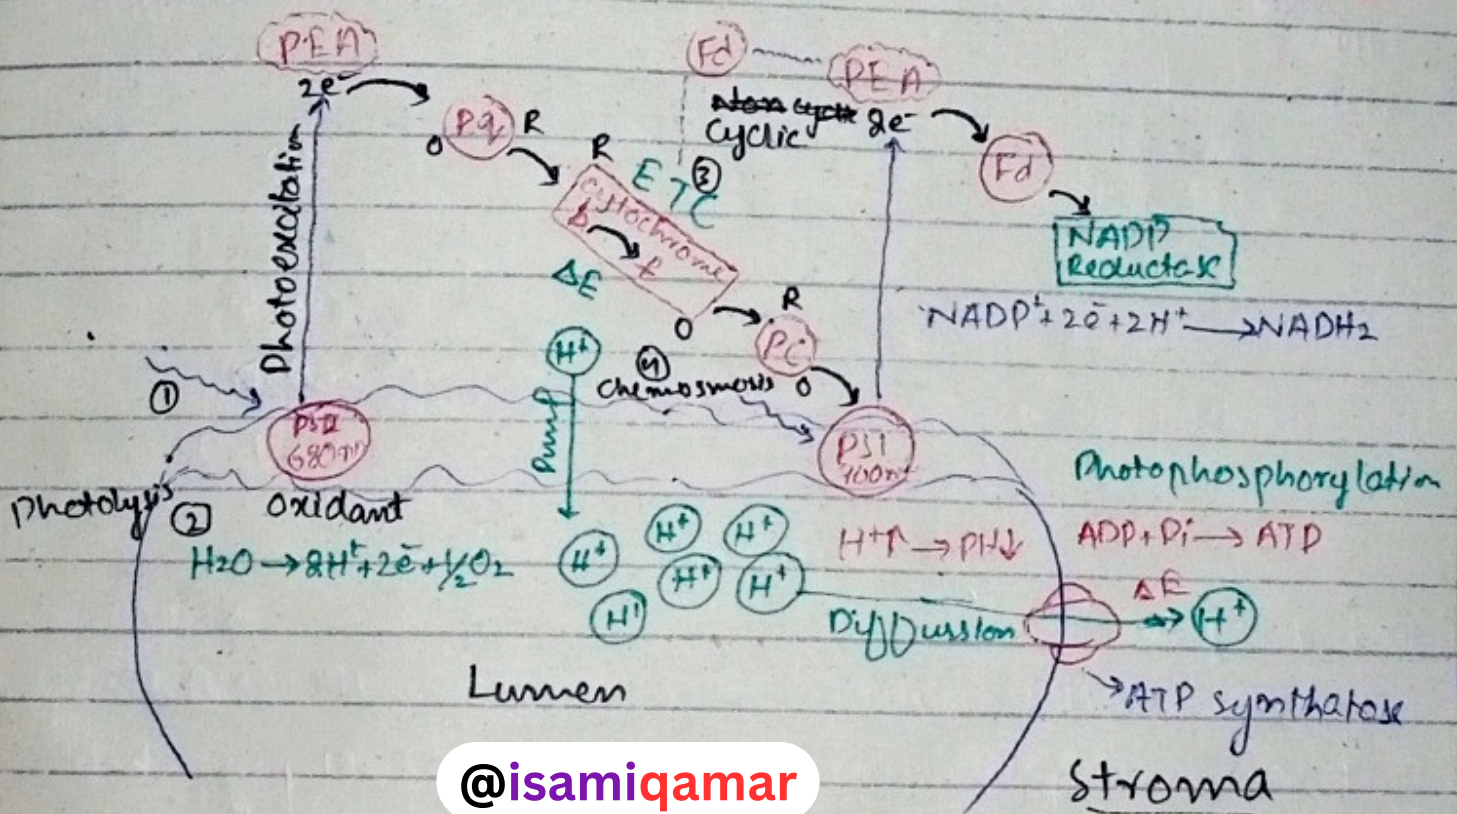 PEA
2e⁻
Photoexcitation
Pq
R
O
R
ETC
③
Cytochrome
b
f
ΔE
O
R
PC
O
Fd
PEA
Cyclic
2e⁻
Fd
NADP
Reductase
NADP⁺+2e⁻+2H⁺→NADH2
①
PSII
680nm
H⁺
Pump
④
Chemosmosis
PSI
700nm
Photolysis
②
Oxidant
H2O→2H⁺+2e⁻+1/2O2
H⁺
H⁺
H⁺
H⁺
H⁺
H⁺
H⁺↑→PH↓
Photophosphorylation
ADP+Pi→ATP
ΔE
H⁺
Diffussion
ATP synthatase
Lumen
Stroma
@isamiqamar